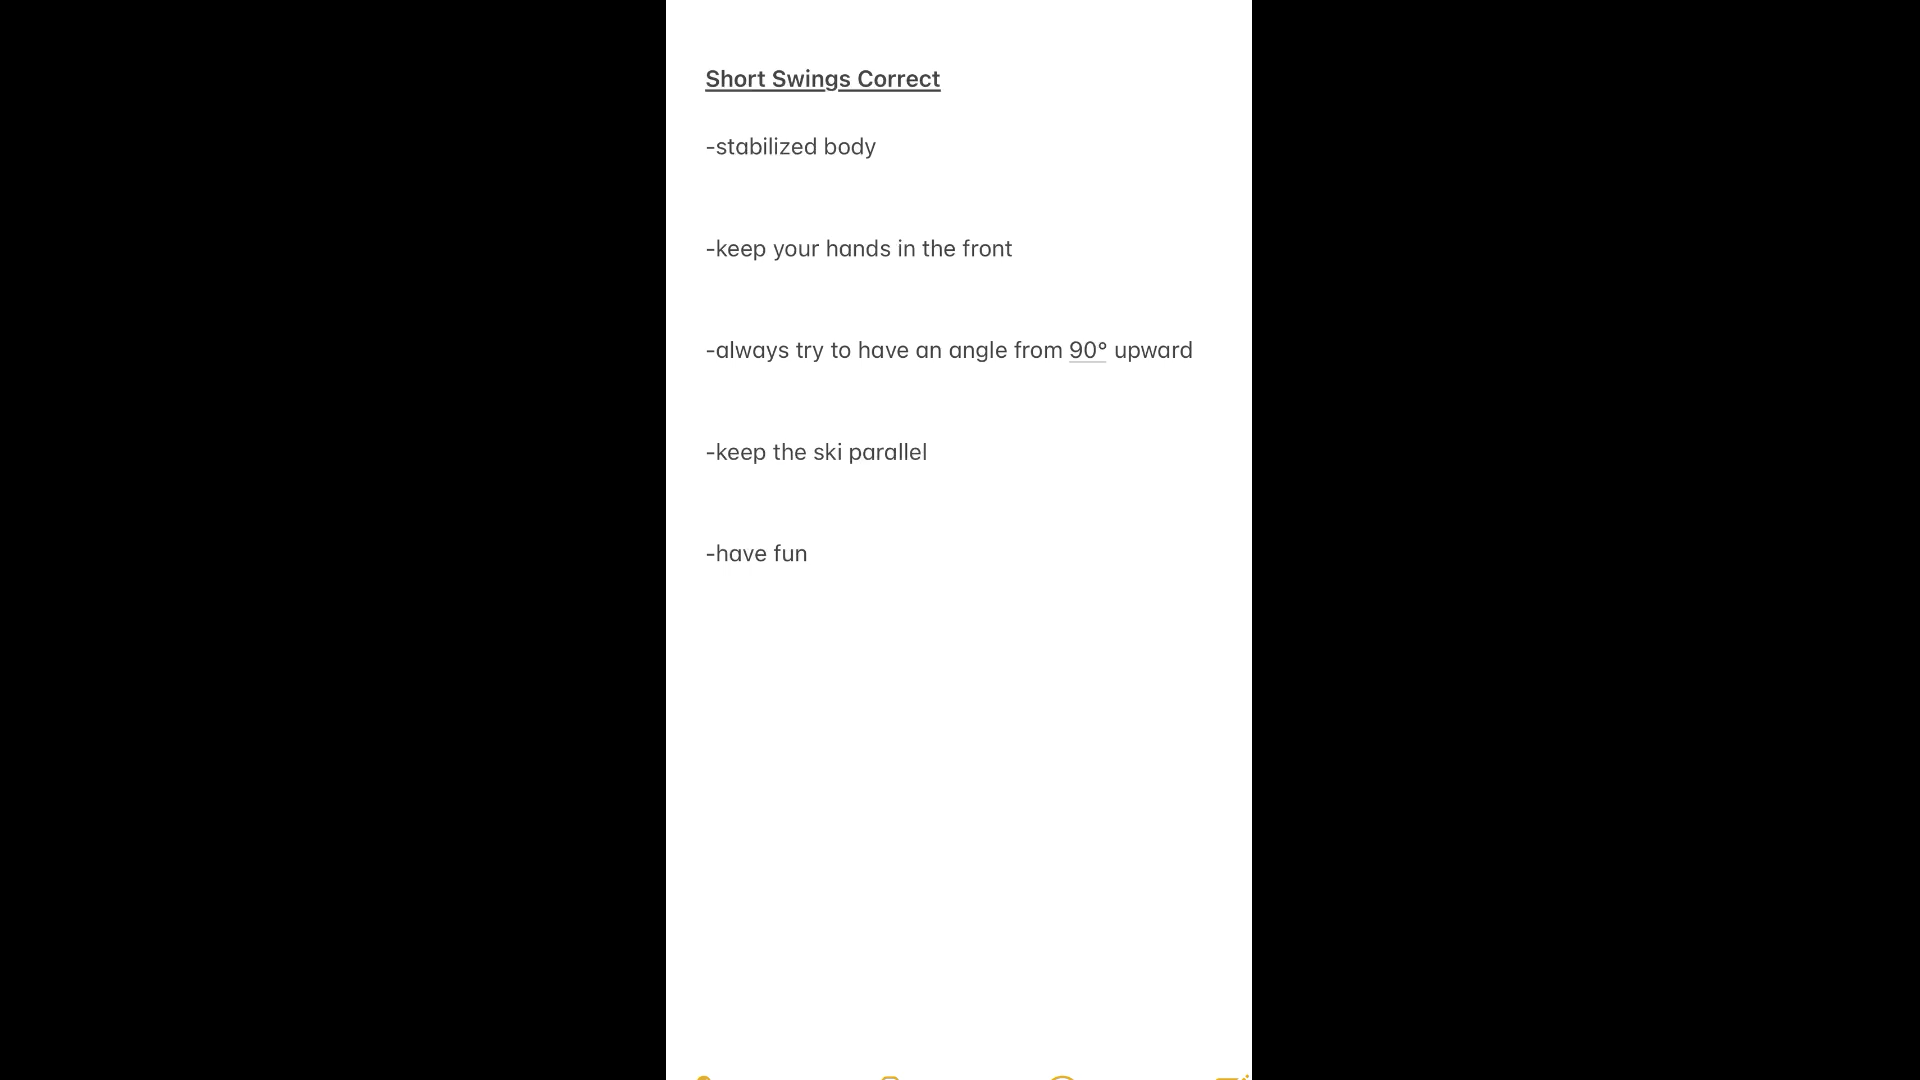 Short Swings Correct
-stabilized body
-keep your hands in the front
-always try to have an angle from 90° upward
-keep the ski parallel
-have fun